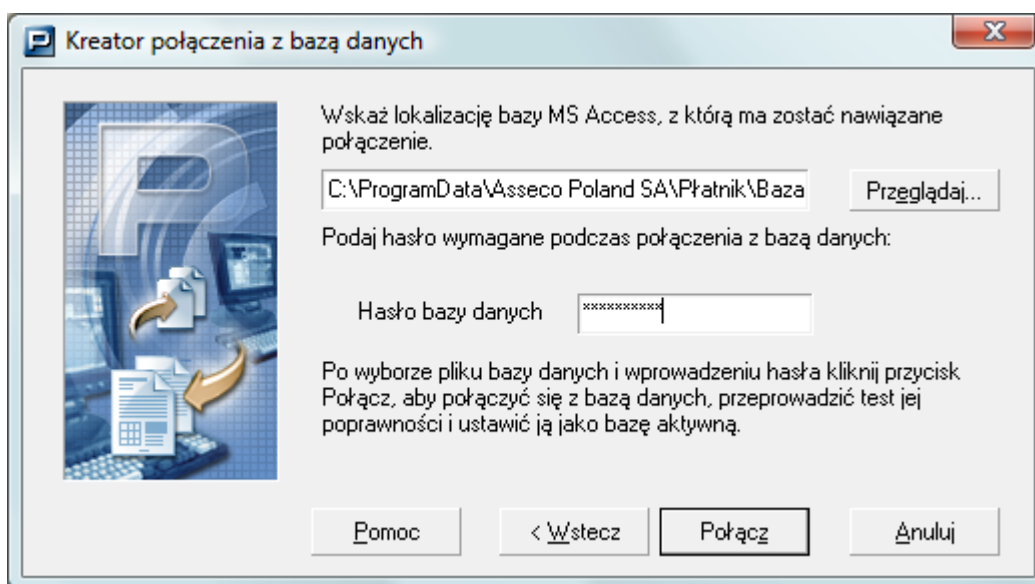 Kreator połączenia z bazą danych
Wskaż lokalizację bazy MS Access, z którą ma zostać nawiązane
połączenie.
C:\ProgramData\Asseco Poland SA\Płatnik\Baza
Przeglądaj...
Podaj hasło wymagane podczas połączenia z bazą danych:
Hasło bazy danych
**********
Po wyborze pliku bazy danych i wprowadzeniu hasła kliknij przycisk
Połącz, aby połączyć się z bazą danych, przeprowadzić test jej
poprawności i ustawić ją jako bazę aktywną.
Pomoc
< Wstecz
Połącz
Anuluj